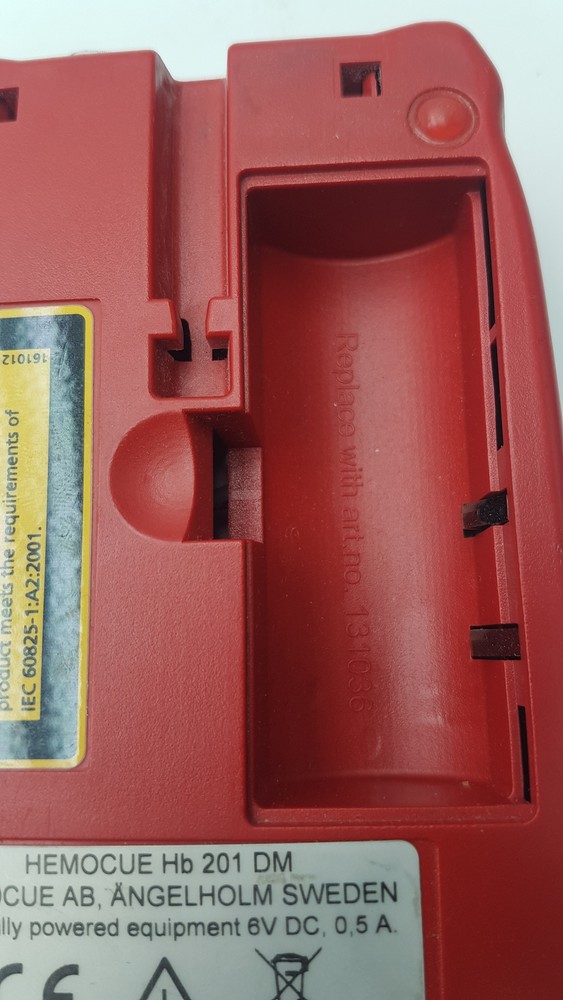 Replace with art.no. 131036
161012
product meets the requirements of
IEC 60825-1:A2:2001.
HEMOCUE Hb 201 DM
OCUE AB, ÄNGELHOLM SWEDEN
lly powered equipment 6V DC, 0,5 A.
CE